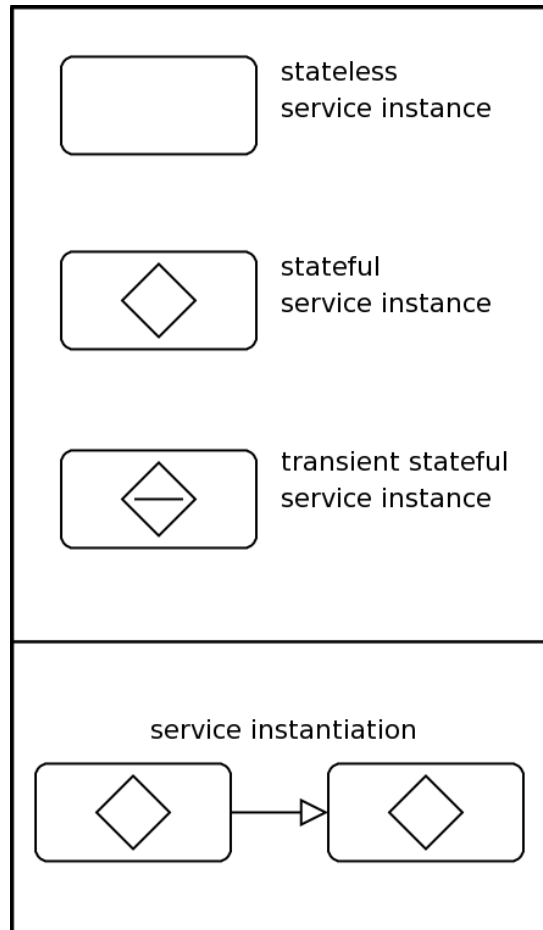 stateless
service instance
stateful
service instance
transient stateful
service instance
service instantiation